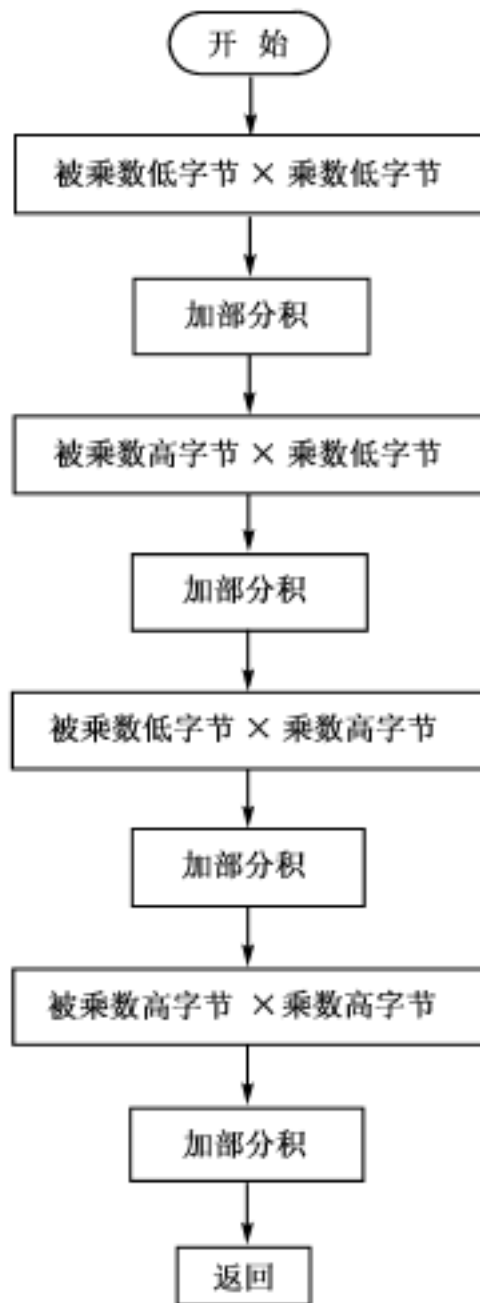 开 始
被乘数低字节 × 乘数低字节
加部分积
被乘数高字节 × 乘数低字节
加部分积
被乘数低字节 × 乘数高字节
加部分积
被乘数高字节 ×乘数高字节
加部分积
返回